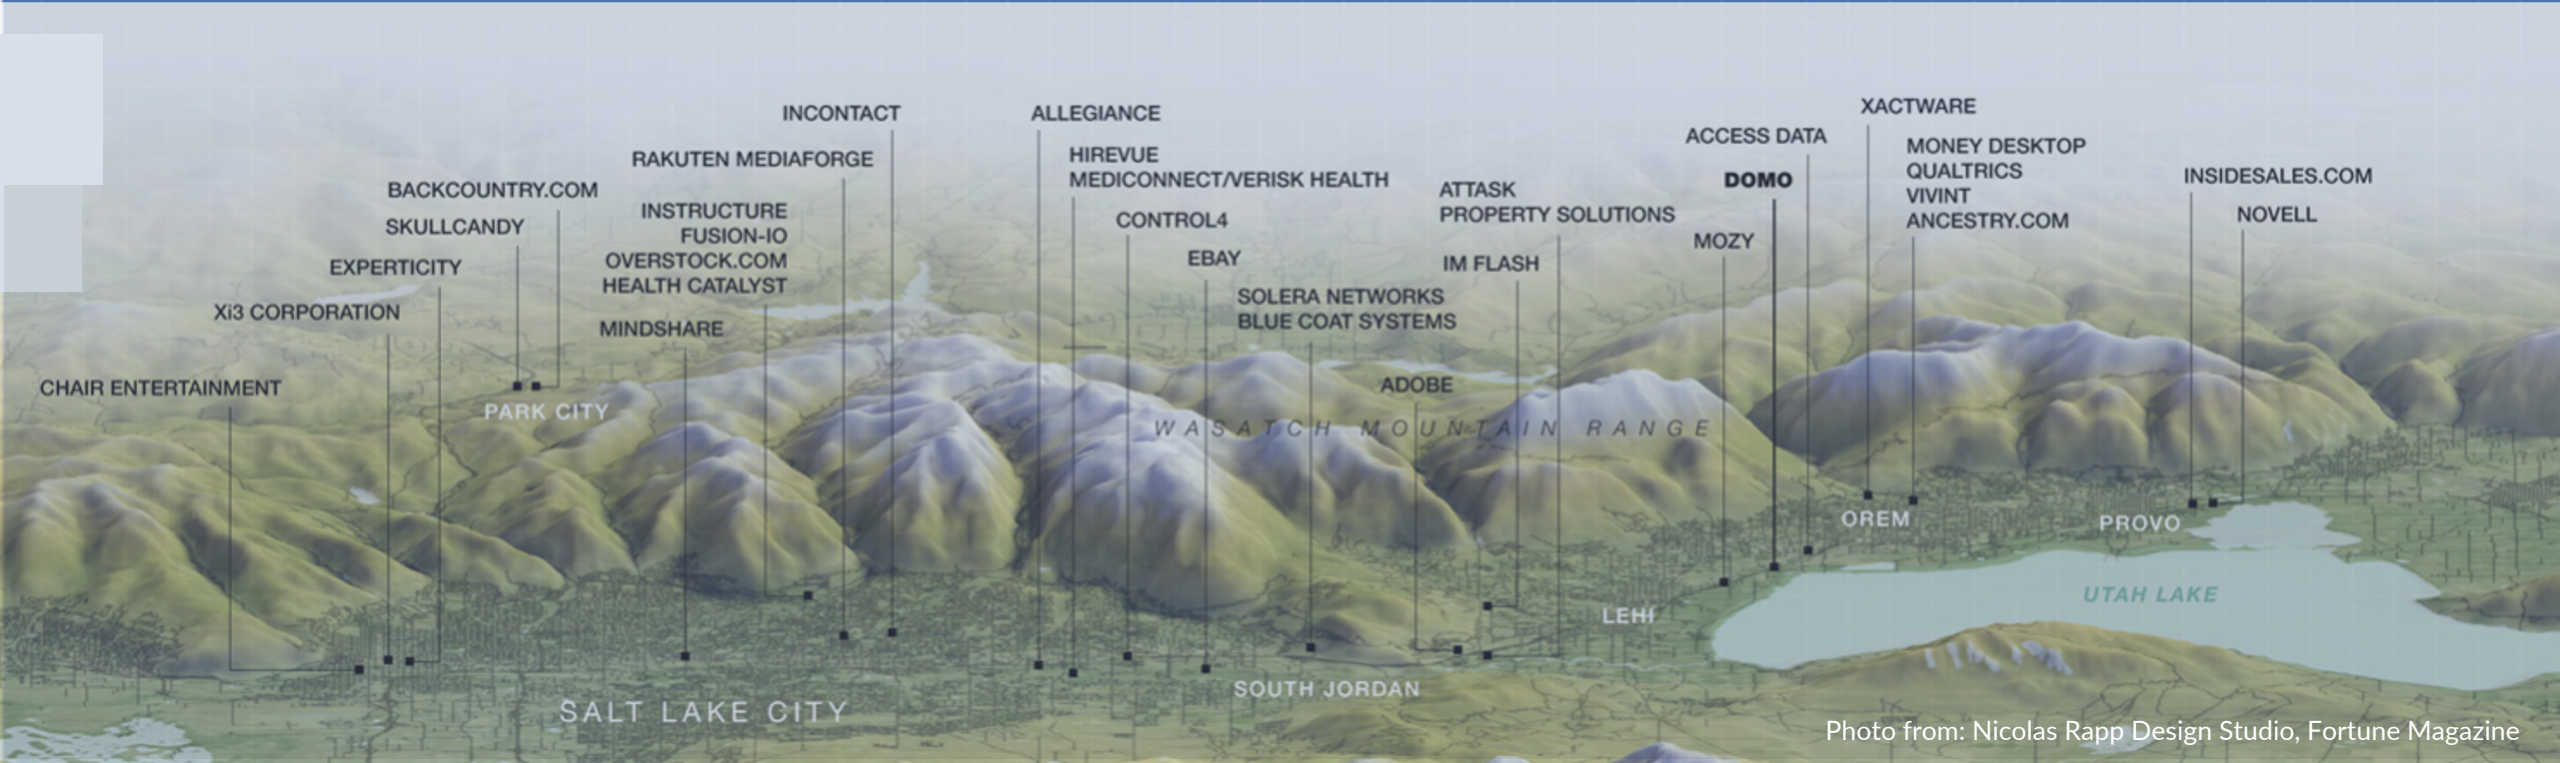 INCONTACT
ALLEGIANCE
XACTWARE
ACCESS DATA
RAKUTEN MEDIAFORGE
HIREVUE
MEDICONNECT/VERISK HEALTH
MONEY DESKTOP
QUALTRICS
VIVINT
ANCESTRY.COM
DOMO
INSIDESALES.COM
BACKCOUNTRY.COM
ATTASK
PROPERTY SOLUTIONS
SKULLCANDY
INSTRUCTURE
FUSION-IO
OVERSTOCK.COM
HEALTH CATALYST
CONTROL4
NOVELL
MOZY
EBAY
IM FLASH
EXPERTICITY
SOLERA NETWORKS
BLUE COAT SYSTEMS
Xi3 CORPORATION
MINDSHARE
CHAIR ENTERTAINMENT
ADOBE
PARK CITY
WASATCH MOUNTAIN RANGE
OREM
PROVO
UTAH LAKE
LEHI
SOUTH JORDAN
SALT LAKE CITY
Photo from: Nicolas Rapp Design Studio, Fortune Magazine